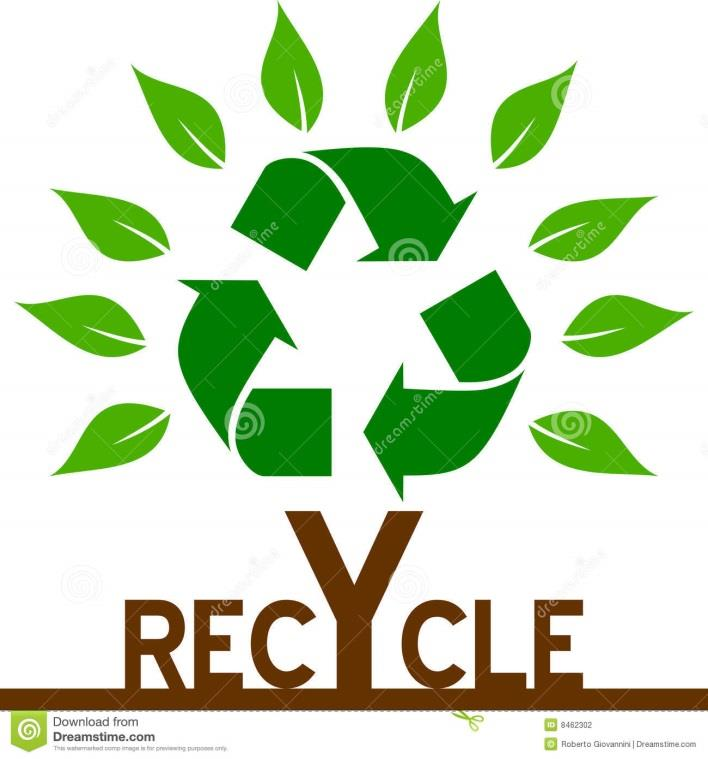 RECYCLE
Download from
Dreamstime.com
This watermarked comp image is for previewing purposes only.
8462302
© Roberto Giovannini | Dreamstime.com